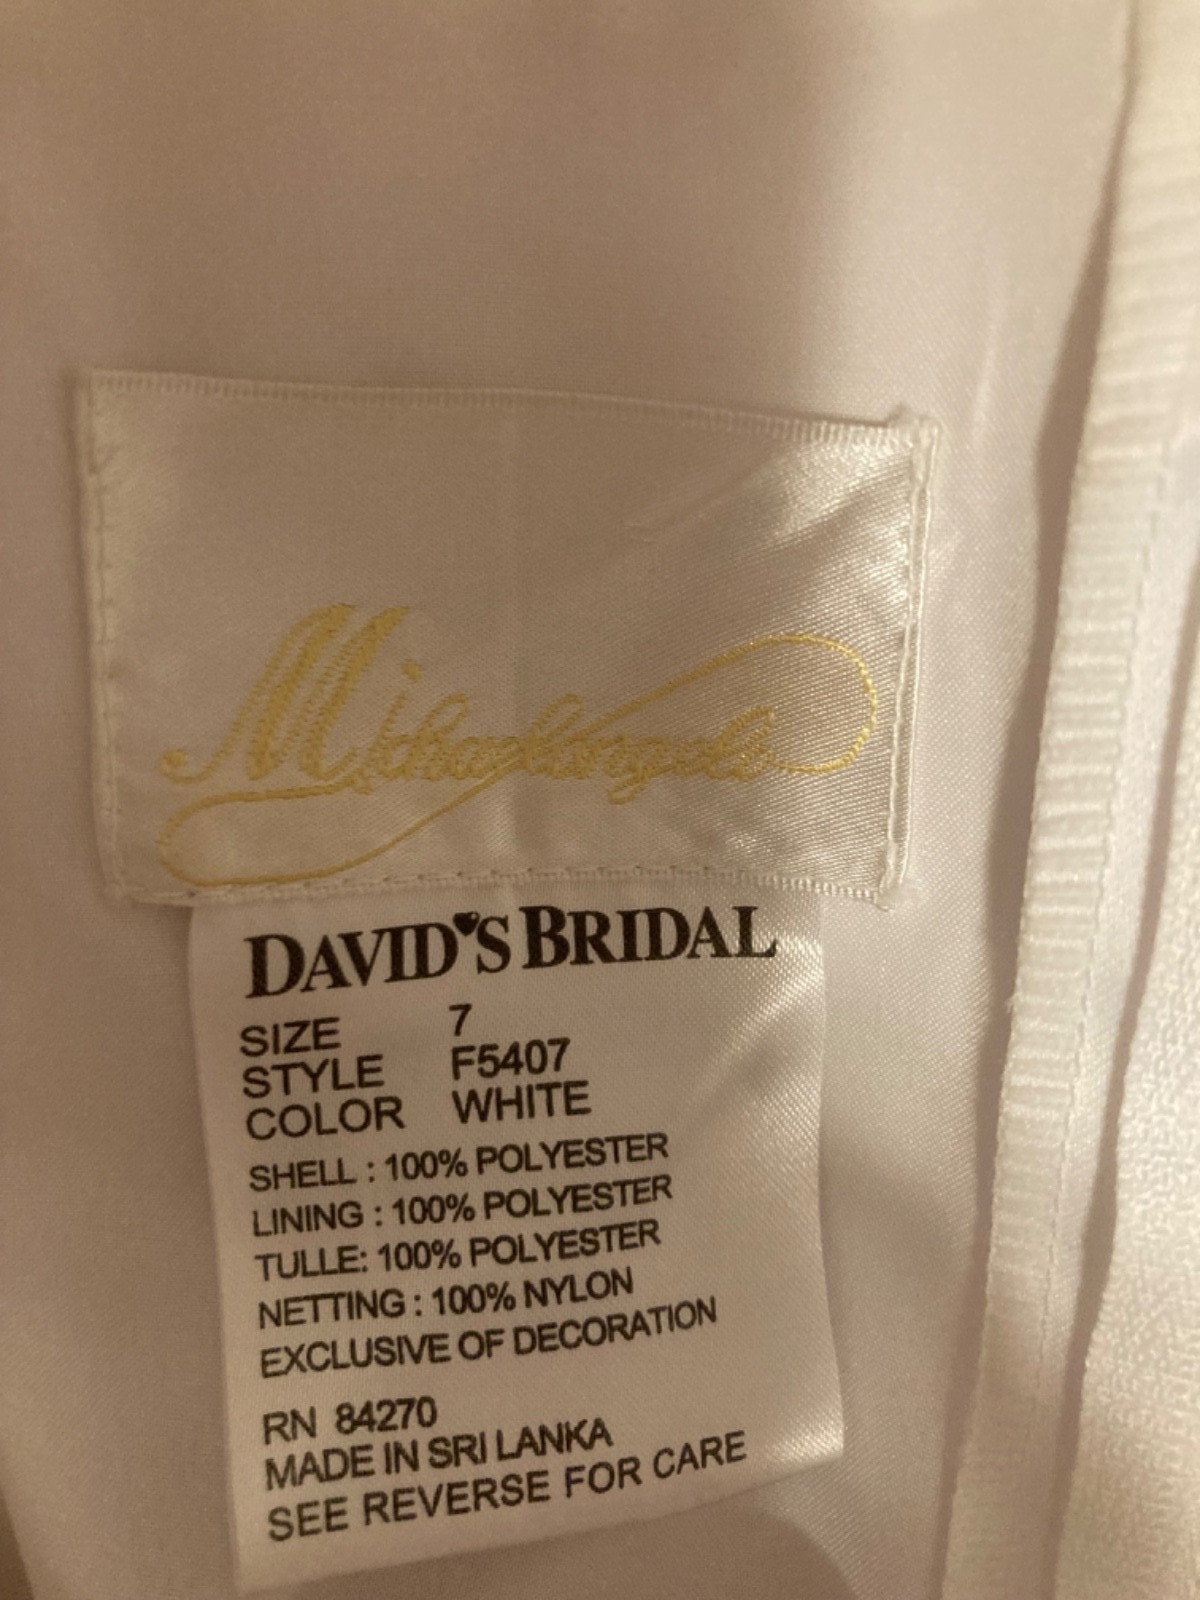 Michaelangelo
DAVID'S BRIDAL
SIZE 7
STYLE F5407
COLOR WHITE
SHELL : 100% POLYESTER
LINING : 100% POLYESTER
TULLE: 100% POLYESTER
NETTING : 100% NYLON
EXCLUSIVE OF DECORATION
RN 84270
MADE IN SRI LANKA
SEE REVERSE FOR CARE